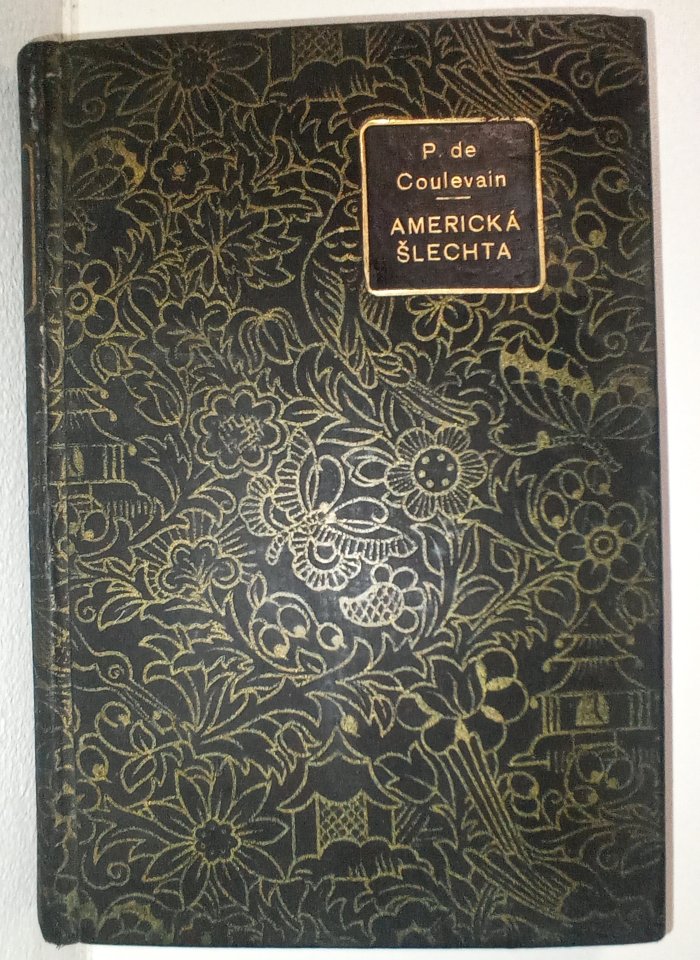 P. de
Coulevain
AMERICKÁ
ŠLECHTA